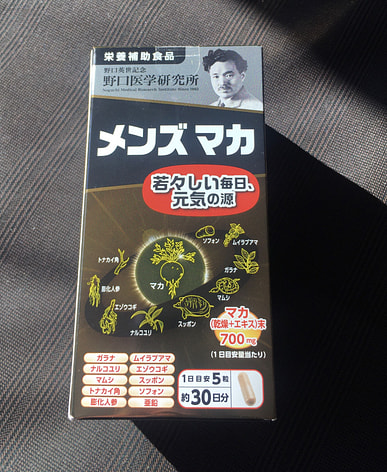 栄養補助食品
野口英世記念
野口医学研究所
Noguchi Medical Research Institute Since 1983
メンズ マカ
若々しい毎日、
元気の源
ソフォン
ムイラプアマ
トナカイ角
ガラナ
膨化人参
マカ
マムシ
エゾウコギ
スッポン
ナルコユリ
マカ
(乾燥+エキス)末
700mg
(1日目安量当たり)
ガラナ ムイラプアマ
ナルコユリ エゾウコギ
マムシ スッポン
トナカイ角 ソフォン
膨化人参 亜鉛
1日目安5粒
約30日分